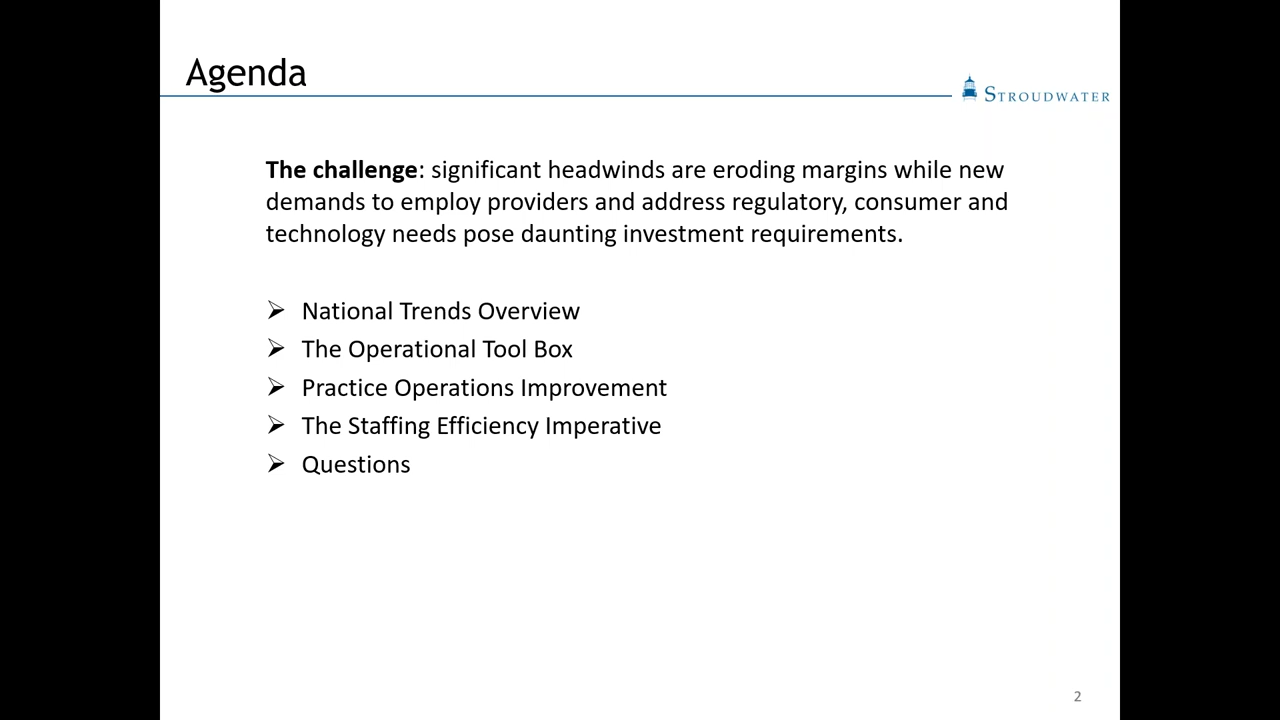 Agenda
STROUDWATER
The challenge: significant headwinds are eroding margins while new
demands to employ providers and address regulatory, consumer and
technology needs pose daunting investment requirements.
➢ National Trends Overview
➢ The Operational Tool Box
➢ Practice Operations Improvement
➢ The Staffing Efficiency Imperative
➢ Questions
2